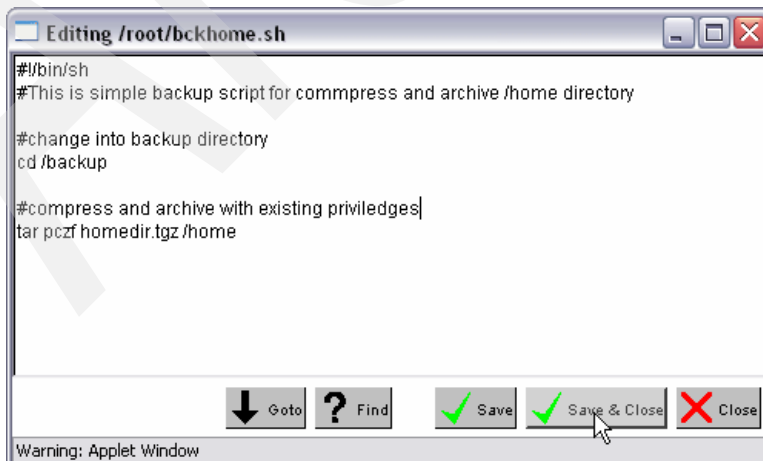 Editing /root/bckhome.sh
#!/bin/sh
#This is simple backup script for commpress and archive /home directory
#change into backup directory
cd /backup
#compress and archive with existing priviledges
tar pczf homedir.tgz /home
Goto Find Save Save & Close Close
Warning: Applet Window